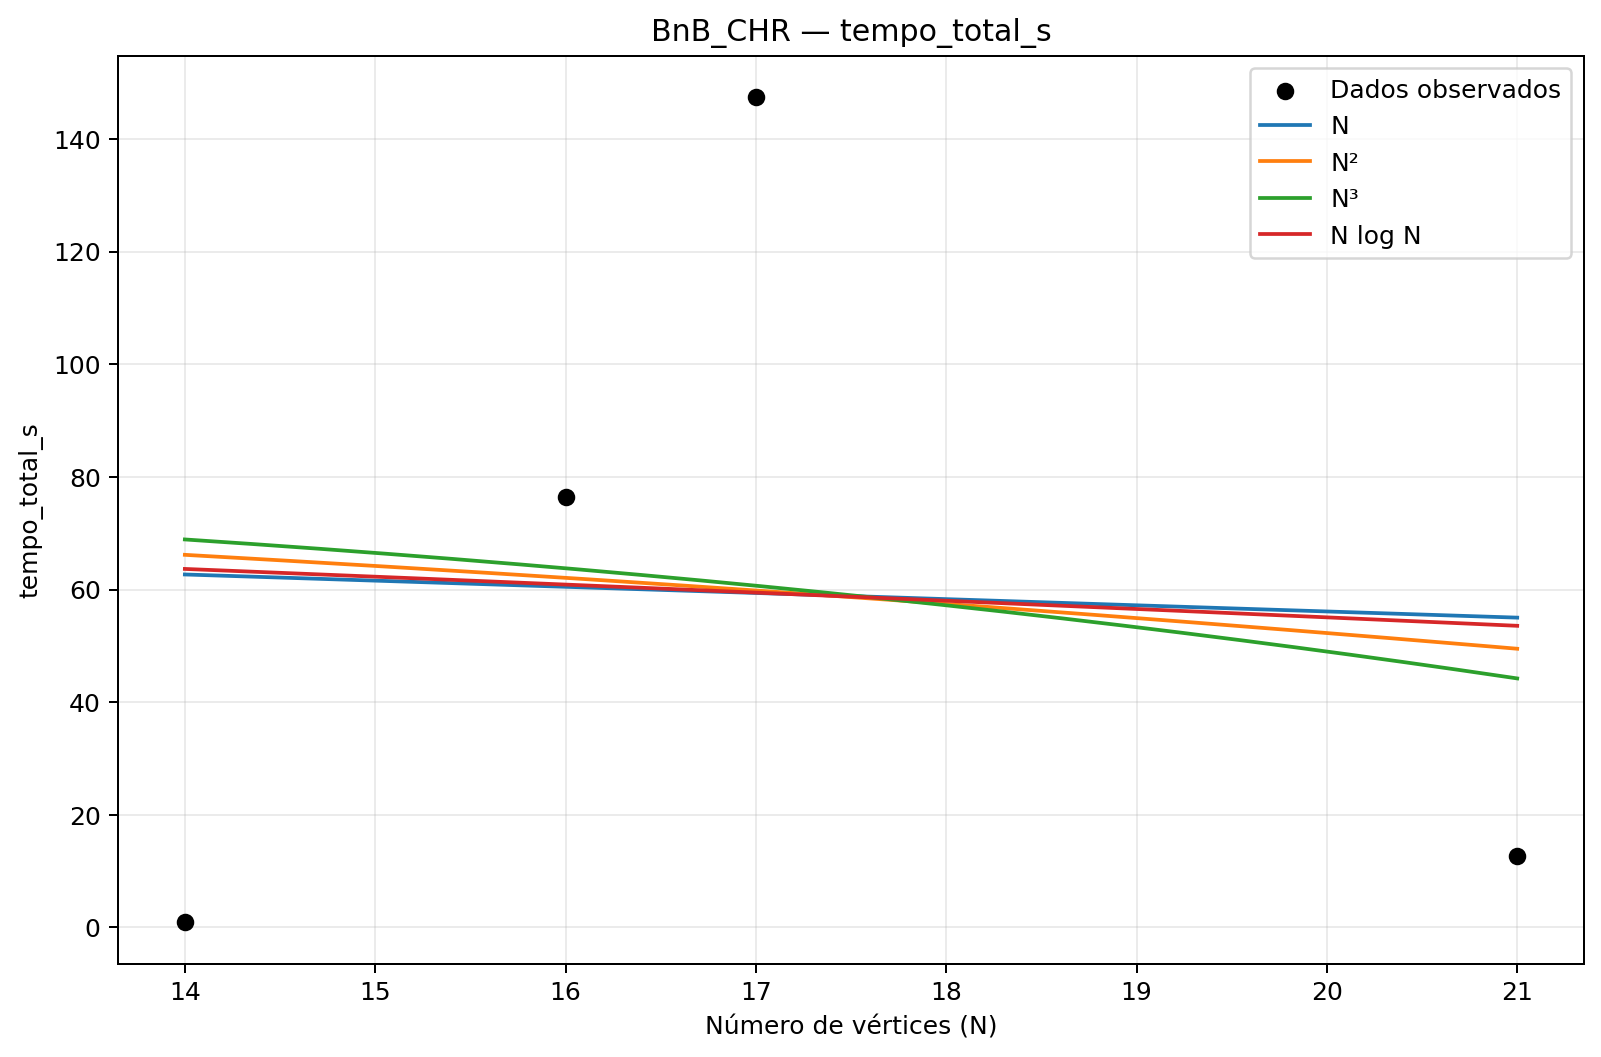 BnB_CHR — tempo_total_s
Dados observados
N
N²
N³
N log N
tempo_total_s
140
120
100
80
60
40
20
0
14 15 16 17 18 19 20 21
Número de vértices (N)